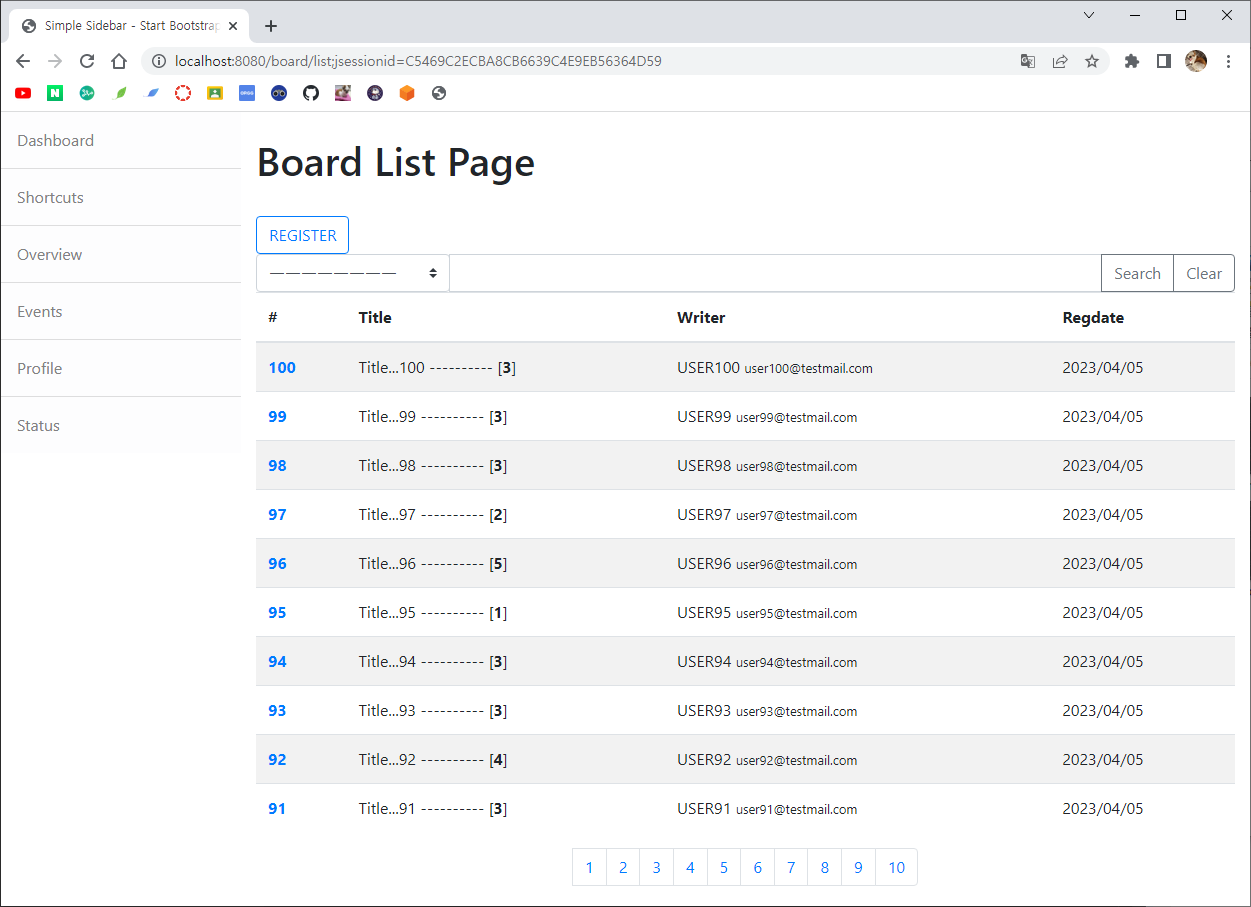 Simple Sidebar - Start Bootstrap
localhost:8080/board/list;jsessionid=C5469C2ECBA8CB6639C4E9EB56364D59
Dashboard
Shortcuts
Overview
Events
Profile
Status
Board List Page
REGISTER
————————
Search Clear
# Title Writer Regdate
100 Title...100 ---------- [3] USER100 user100@testmail.com 2023/04/05
99 Title...99 ---------- [3] USER99 user99@testmail.com 2023/04/05
98 Title...98 ---------- [3] USER98 user98@testmail.com 2023/04/05
97 Title...97 ---------- [2] USER97 user97@testmail.com 2023/04/05
96 Title...96 ---------- [5] USER96 user96@testmail.com 2023/04/05
95 Title...95 ---------- [1] USER95 user95@testmail.com 2023/04/05
94 Title...94 ---------- [3] USER94 user94@testmail.com 2023/04/05
93 Title...93 ---------- [3] USER93 user93@testmail.com 2023/04/05
92 Title...92 ---------- [4] USER92 user92@testmail.com 2023/04/05
91 Title...91 ---------- [3] USER91 user91@testmail.com 2023/04/05
1 2 3 4 5 6 7 8 9 10